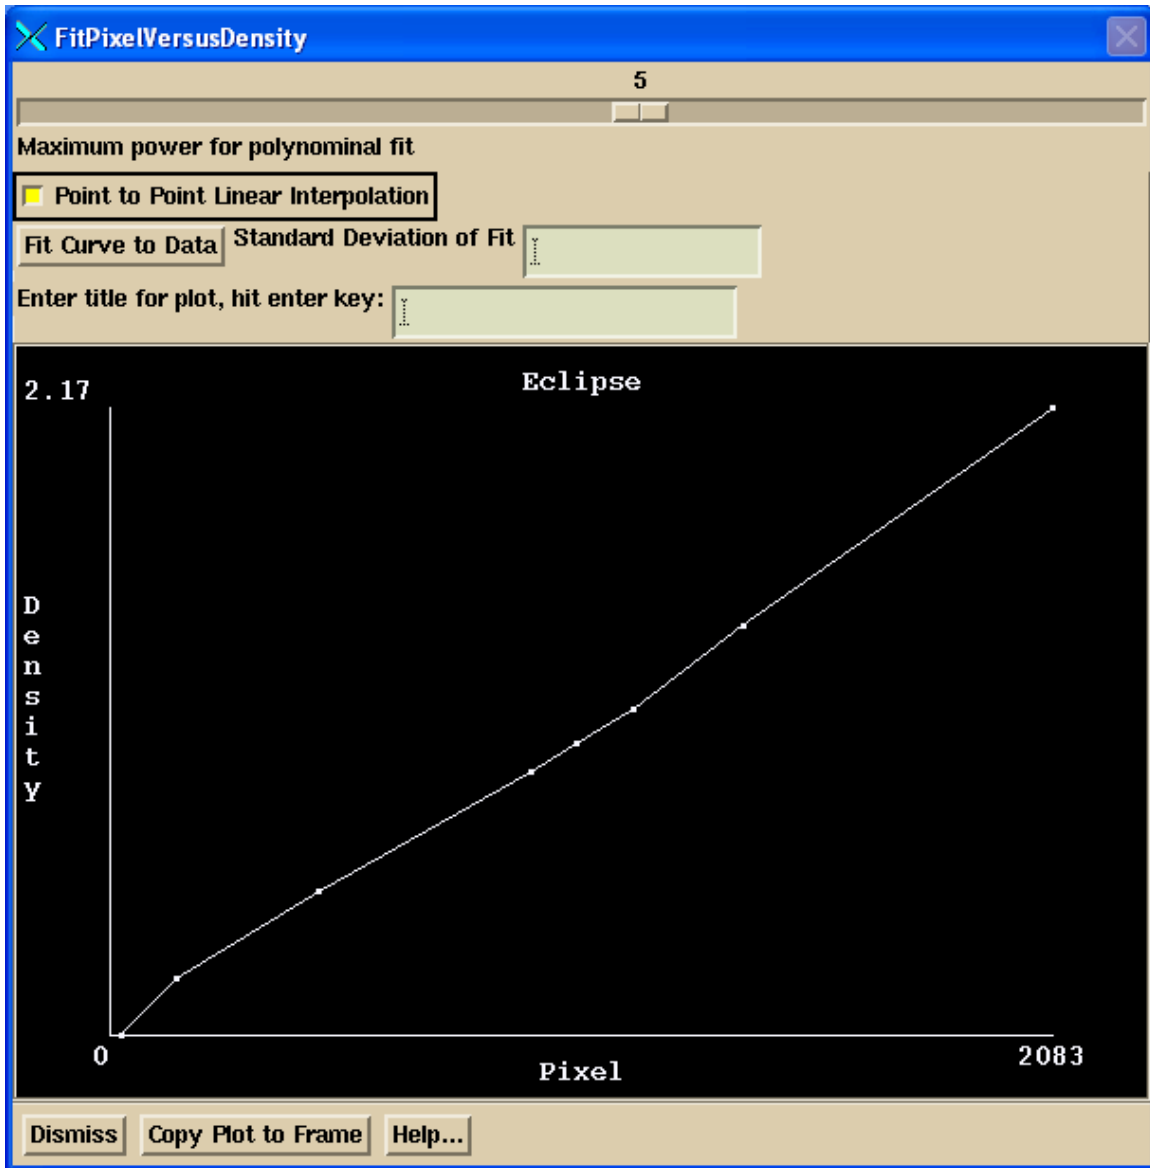 FitPixelVersusDensity
5
Maximum power for polynominal fit
Point to Point Linear Interpolation
Fit Curve to Data Standard Deviation of Fit
Enter title for plot, hit enter key:
Eclipse
2.17
Density
0
2083
Pixel
Dismiss Copy Plot to Frame Help...